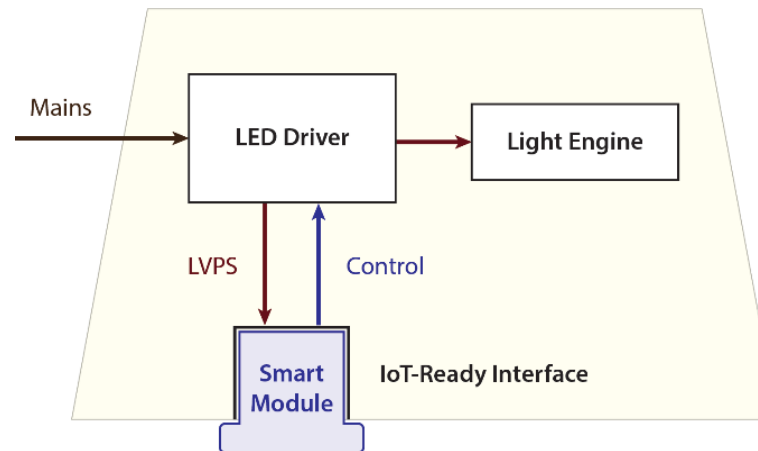 Mains
LED Driver
Light Engine
LVPS
Control
Smart
Module
IoT-Ready Interface